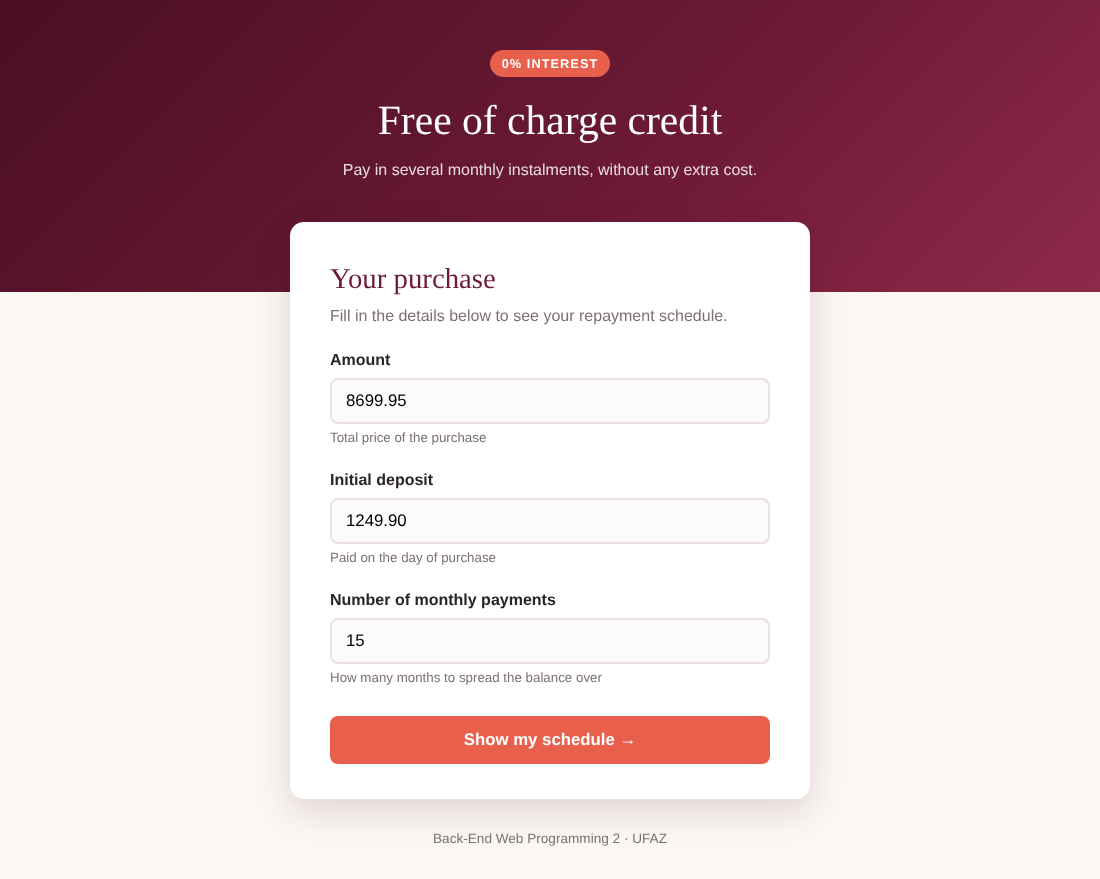 0% INTEREST
Free of charge credit
Pay in several monthly instalments, without any extra cost.
Your purchase
Fill in the details below to see your repayment schedule.
Amount
8699.95
Total price of the purchase
Initial deposit
1249.90
Paid on the day of purchase
Number of monthly payments
15
How many months to spread the balance over
Show my schedule →
Back-End Web Programming 2 · UFAZ